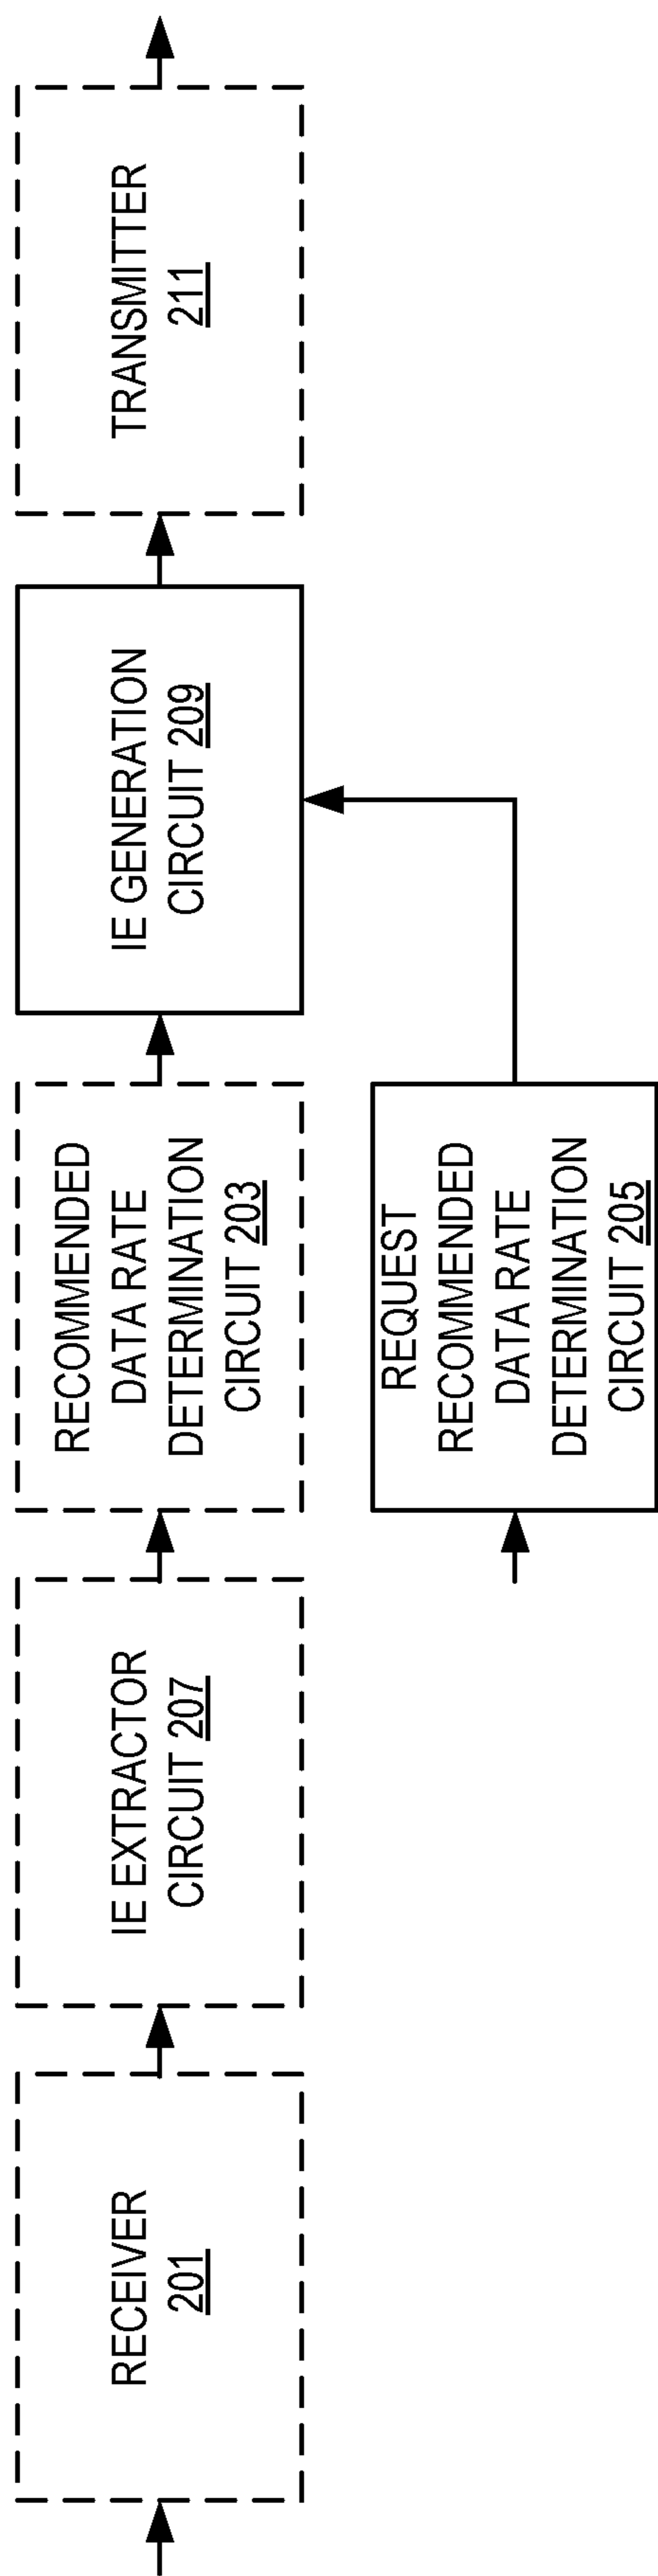 RECEIVER
201
IE EXTRACTOR
CIRCUIT 207
RECOMMENDED
DATA RATE
DETERMINATION
CIRCUIT 203
IE GENERATION
CIRCUIT 209
TRANSMITTER
211
REQUEST
RECOMMENDED
DATA RATE
DETERMINATION
CIRCUIT 205